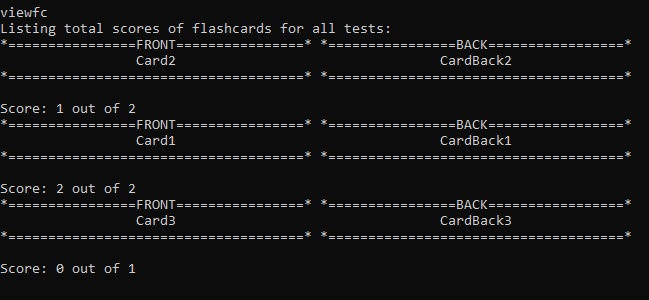 viewfc
Listing total scores of flashcards for all tests:
*================FRONT================* *================BACK=================*
                 Card2                                 CardBack2
*=====================================* *=====================================*

Score: 1 out of 2
*================FRONT================* *================BACK=================*
                 Card1                                 CardBack1
*=====================================* *=====================================*

Score: 2 out of 2
*================FRONT================* *================BACK=================*
                 Card3                                 CardBack3
*=====================================* *=====================================*

Score: 0 out of 1